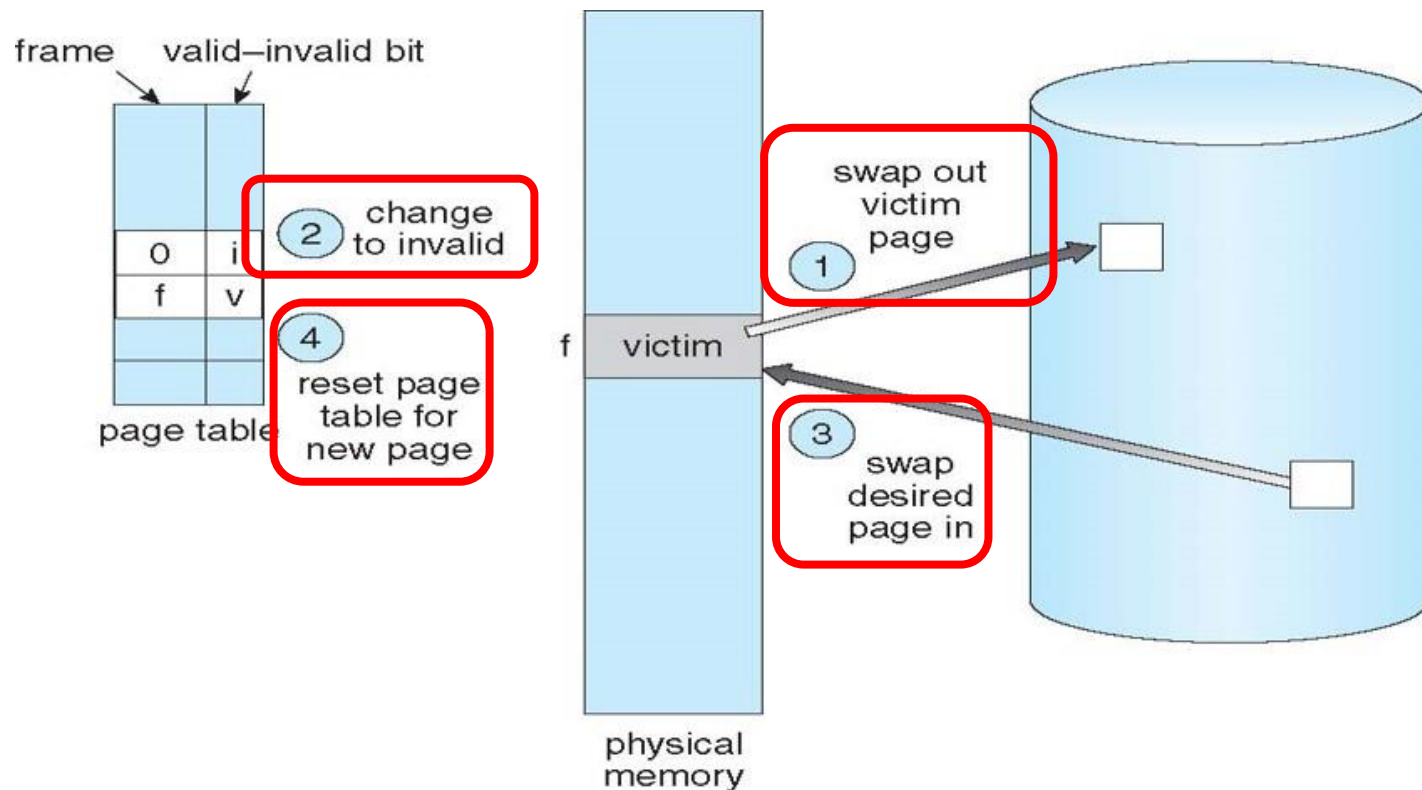 frame valid–invalid bit
2 change
to invalid
0 i
f v
4
reset page
table for
new page
page table
swap out
victim
page
1
f victim
3
swap
desired
page in
physical
memory